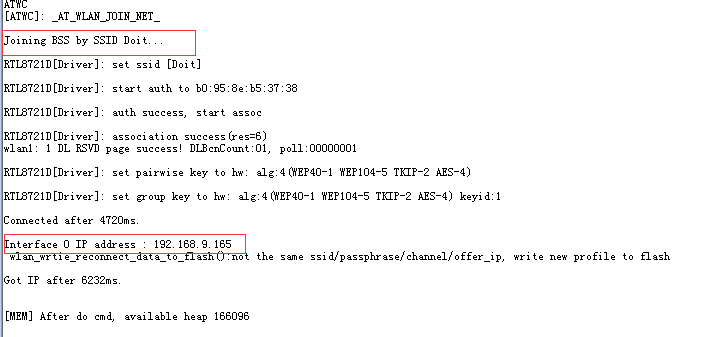 ATWC
[ATWC]: _AT_WLAN_JOIN_NET_
Joining BSS by SSID Doit...
RTL8721D[Driver]: set ssid [Doit]
RTL8721D[Driver]: start auth to b0:95:8e:b5:37:38
RTL8721D[Driver]: auth success, start assoc
RTL8721D[Driver]: association success(res=6)
wlan1: 1 DL RSVD page success! DLBcnCount:01, poll:00000001
RTL8721D[Driver]: set pairwise key to hw: alg:4(WEP40-1 WEP104-5 TKIP-2 AES-4)
RTL8721D[Driver]: set group key to hw: alg:4(WEP40-1 WEP104-5 TKIP-2 AES-4) keyid:1
Connected after 4720ms.
Interface 0 IP address : 192.168.9.165
wlan_wrtie_reconnect_data_to_flash():not the same ssid/passphrase/channel/offer_ip, write new profile to flash
Got IP after 6232ms.
[MEM] After do cmd, available heap 166096